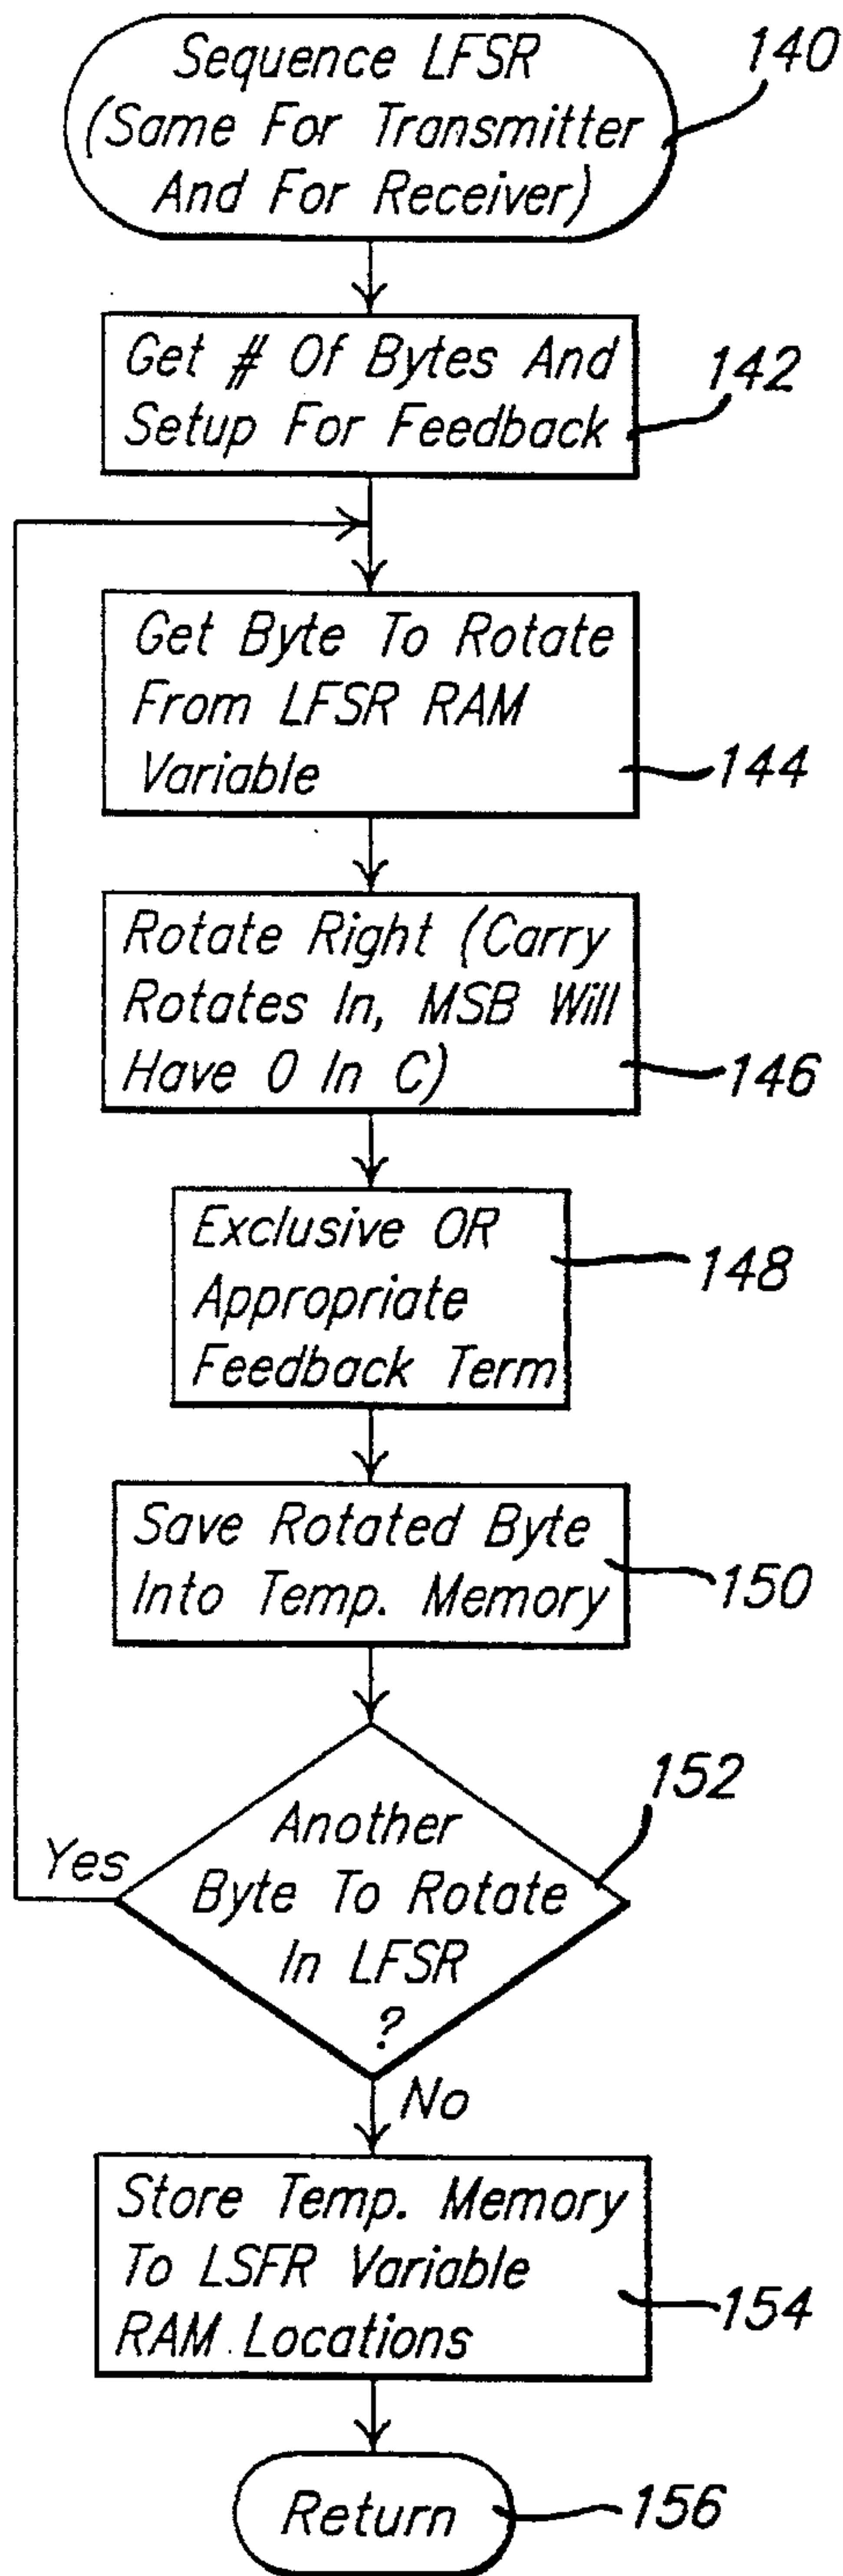 Sequence LFSR
(Same For Transmitter
And For Receiver)
140
Get # Of Bytes And
Setup For Feedback
142
Get Byte To Rotate
From LFSR RAM
Variable
144
Rotate Right (Carry
Rotates In, MSB Will
Have 0 In C)
146
Exclusive OR
Appropriate
Feedback Term
148
Save Rotated Byte
Into Temp. Memory
150
Another
Byte To Rotate
In LFSR
?
152
Yes
No
Store Temp. Memory
To LSFR Variable
RAM Locations
154
Return
156